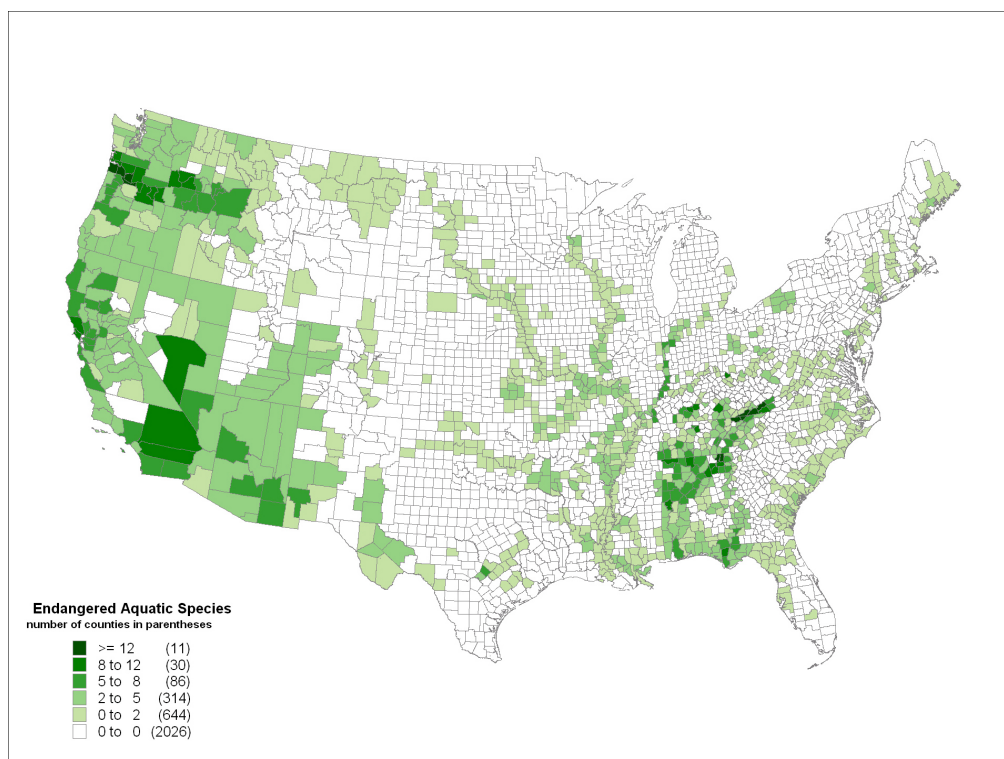 Endangered Aquatic Species
number of counties in parentheses
>= 12 (11)
8 to 12 (30)
5 to 8 (86)
2 to 5 (314)
0 to 2 (644)
0 to 0 (2026)